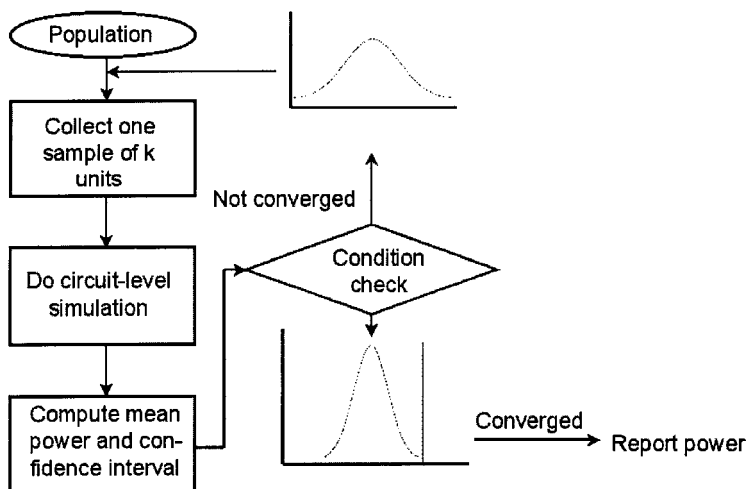 Population
Collect one
sample of k
units
Not converged
Condition
check
Do circuit-level
simulation
Compute mean
power and con-
fidence interval
Converged
Report power